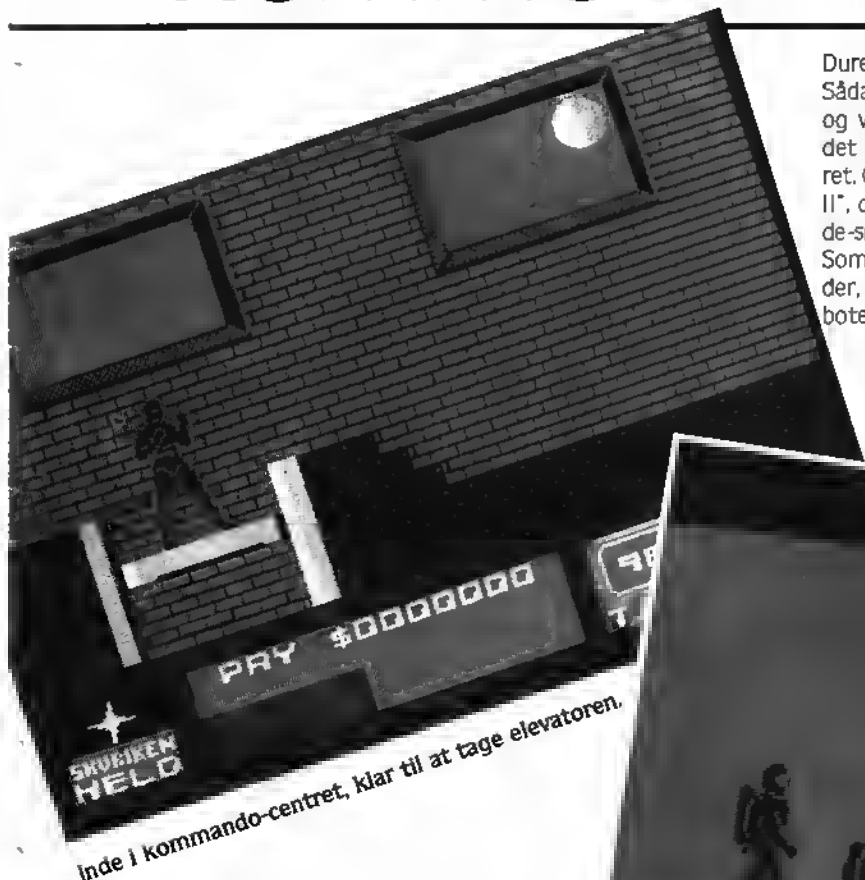 PAY $0000000
SHURIKEN
HELD
Inde i kommando-centret, klar til at tage elevatoren.
Dure
Såda
og v
det
ret.
II",
de-s
Som
der,
bote